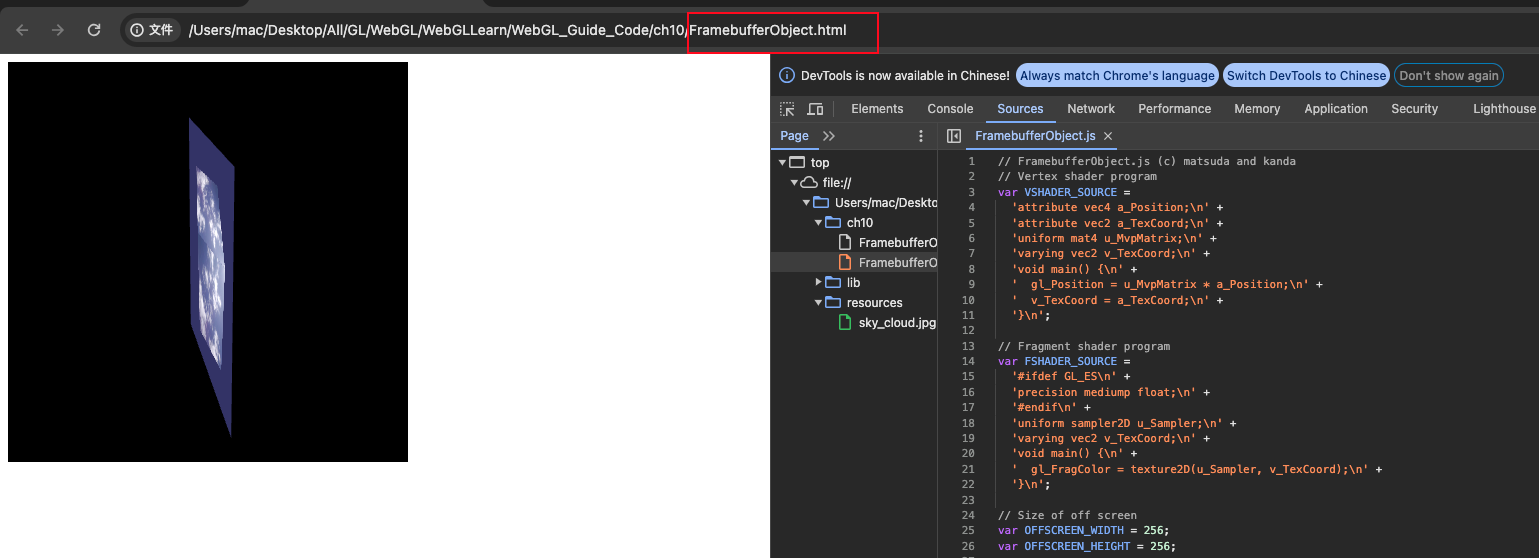 文件 /Users/mac/Desktop/All/GL/WebGL/WebGLLearn/WebGL_Guide_Code/ch10/FramebufferObject.html
DevTools is now available in Chinese! Always match Chrome's language Switch DevTools to Chinese Don't show again
Elements Console Sources Network Performance Memory Application Security Lighthouse
Page
top
file://
Users/mac/Deskto
ch10
FramebufferO
FramebufferO
lib
resources
sky_cloud.jpg
FramebufferObject.js
1 // FramebufferObject.js (c) matsuda and kanda
2 // Vertex shader program
3 var VSHADER_SOURCE =
4 'attribute vec4 a_Position;\n' +
5 'attribute vec2 a_TexCoord;\n' +
6 'uniform mat4 u_MvpMatrix;\n' +
7 'varying vec2 v_TexCoord;\n' +
8 'void main() {\n' +
9 '  gl_Position = u_MvpMatrix * a_Position;\n' +
10 '  v_TexCoord = a_TexCoord;\n' +
11 '}\n';
12
13 // Fragment shader program
14 var FSHADER_SOURCE =
15 '#ifdef GL_ES\n' +
16 'precision mediump float;\n' +
17 '#endif\n' +
18 'uniform sampler2D u_Sampler;\n' +
19 'varying vec2 v_TexCoord;\n' +
20 'void main() {\n' +
21 '  gl_FragColor = texture2D(u_Sampler, v_TexCoord);\n' +
22 '}\n';
23
24 // Size of off screen
25 var OFFSCREEN_WIDTH = 256;
26 var OFFSCREEN_HEIGHT = 256;